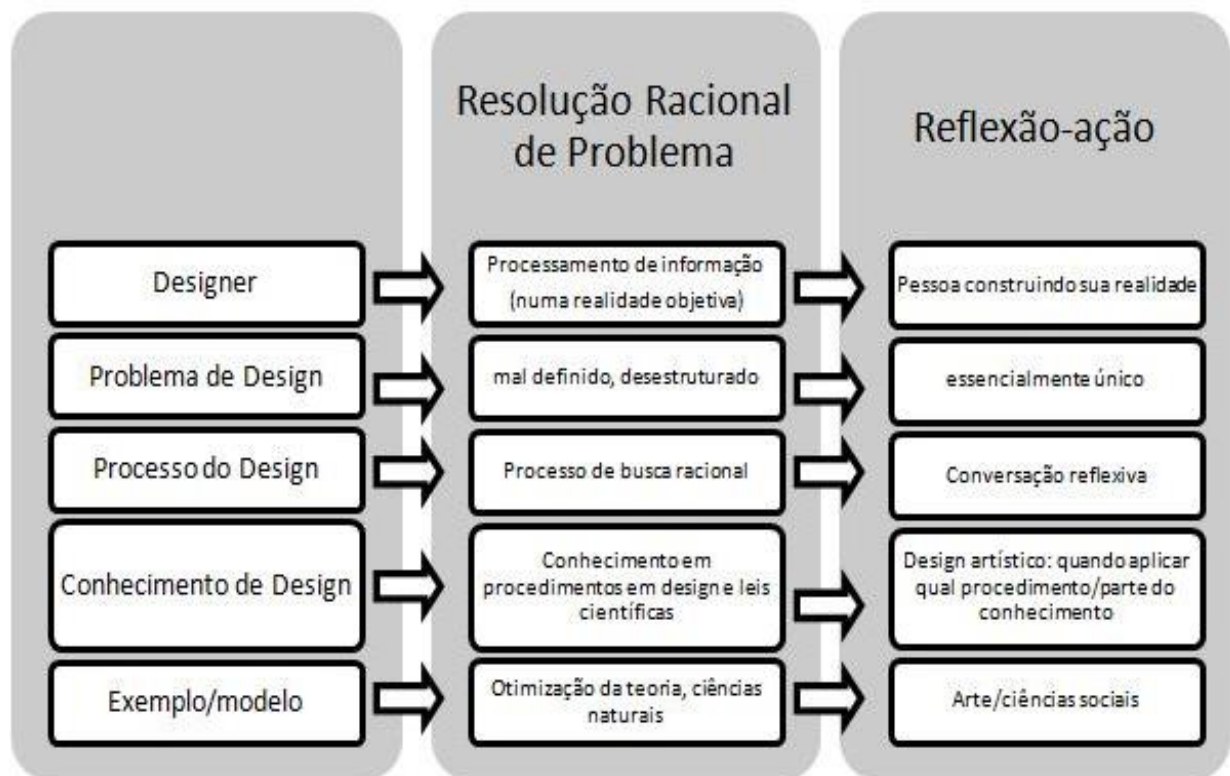 Resolução Racional
de Problema
Reflexão-ação
Designer
Processamento de informação
(numa realidade objetiva)
Pessoa construindo sua realidade
Problema de Design
mal definido, desestruturado
essencialmente único
Processo do Design
Processo de busca racional
Conversação reflexiva
Conhecimento de Design
Conhecimento em
procedimentos em design e leis
científicas
Design artístico: quando aplicar
qual procedimento/parte do
conhecimento
Exemplo/modelo
Otimização da teoria, ciências
naturais
Arte/ciências sociais